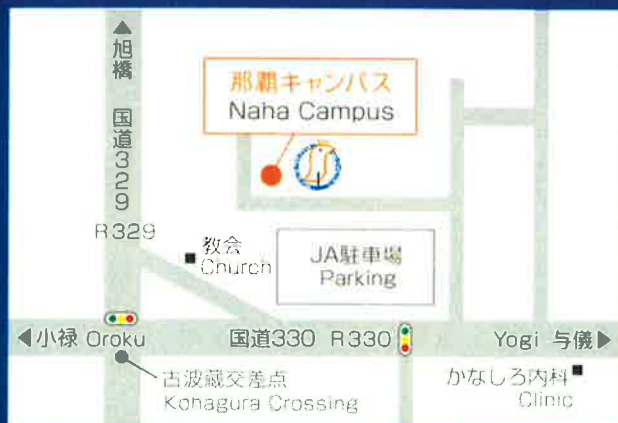 ▲旭橋 国道329
R329
那覇キャンパス
Naha Campus
教会
Church
JA駐車場
Parking
◀小禄 Oroku
国道330 R330
Yogi 与儀▶
古波蔵交差点
Kohagura Crossing
かなしろ内科
Clinic